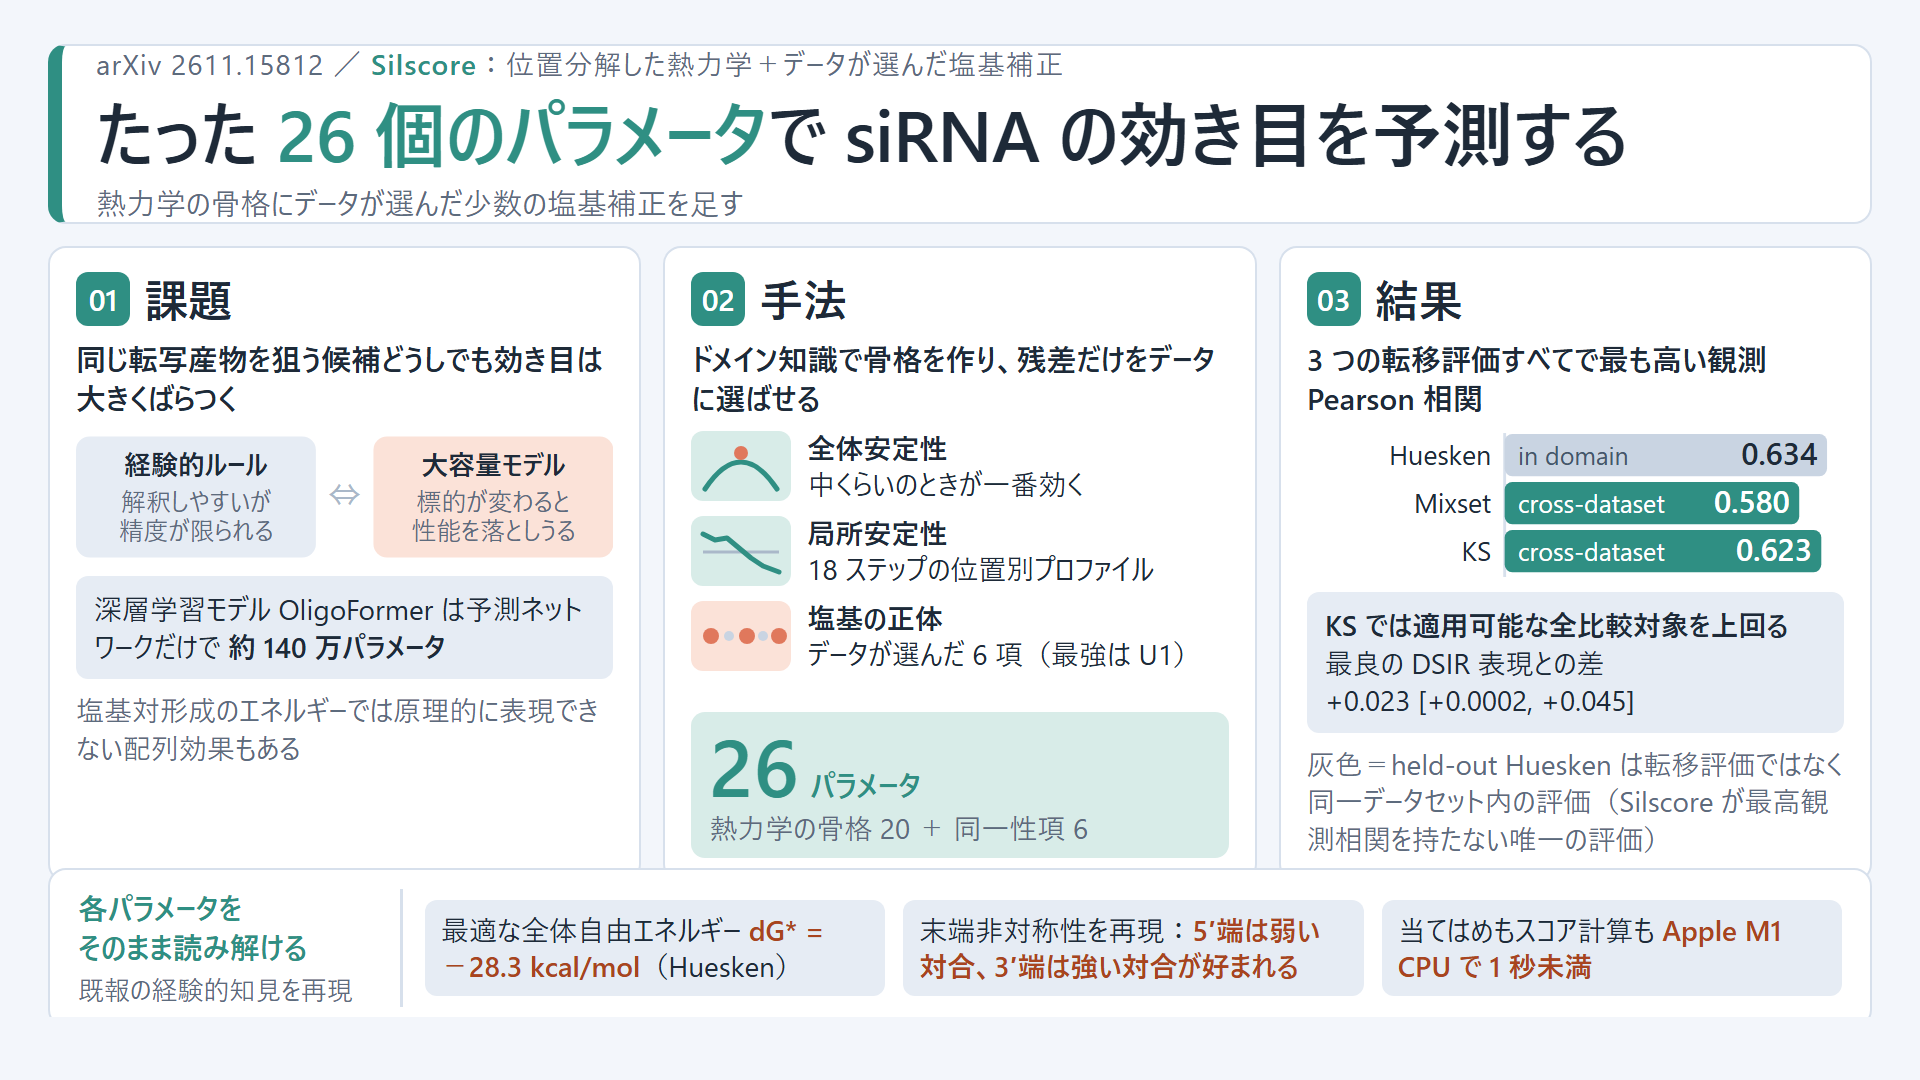 arXiv 2611.15812 ／ Silscore：位置分解した熱力学＋データが選んだ塩基補正
たった 26 個のパラメータで siRNA の効き目を予測する
熱力学の骨格にデータが選んだ少数の塩基補正を足す
01 課題
同じ転写産物を狙う候補どうしでも効き目は
大きくばらつく
経験的ルール
解釈しやすいが
精度が限られる
⇔
大容量モデル
標的が変わると
性能を落としうる
深層学習モデル OligoFormer は予測ネット
ワークだけで 約 140 万パラメータ
塩基対形成のエネルギーでは原理的に表現でき
ない配列効果もある
02 手法
ドメイン知識で骨格を作り、残差だけをデータ
に選ばせる
全体安定性
中くらいのときが一番効く
局所安定性
18 ステップの位置別プロファイル
塩基の正体
データが選んだ 6 項（最強は U1）
26 パラメータ
熱力学の骨格 20 ＋ 同一性項 6
03 結果
3 つの転移評価すべてで最も高い観測
Pearson 相関
Huesken in domain 0.634
Mixset cross-dataset 0.580
KS cross-dataset 0.623
KS では適用可能な全比較対象を上回る
最良の DSIR 表現との差
+0.023 [+0.0002, +0.045]
灰色＝held-out Huesken は転移評価ではなく
同一データセット内の評価（Silscore が最高観
測相関を持たない唯一の評価）
各パラメータを
そのまま読み解ける
既報の経験的知見を再現
最適な全体自由エネルギー dG* =
－28.3 kcal/mol（Huesken）
末端非対称性を再現：5′端は弱い
対合、3′端は強い対合が好まれる
当てはめもスコア計算も Apple M1
CPU で 1 秒未満